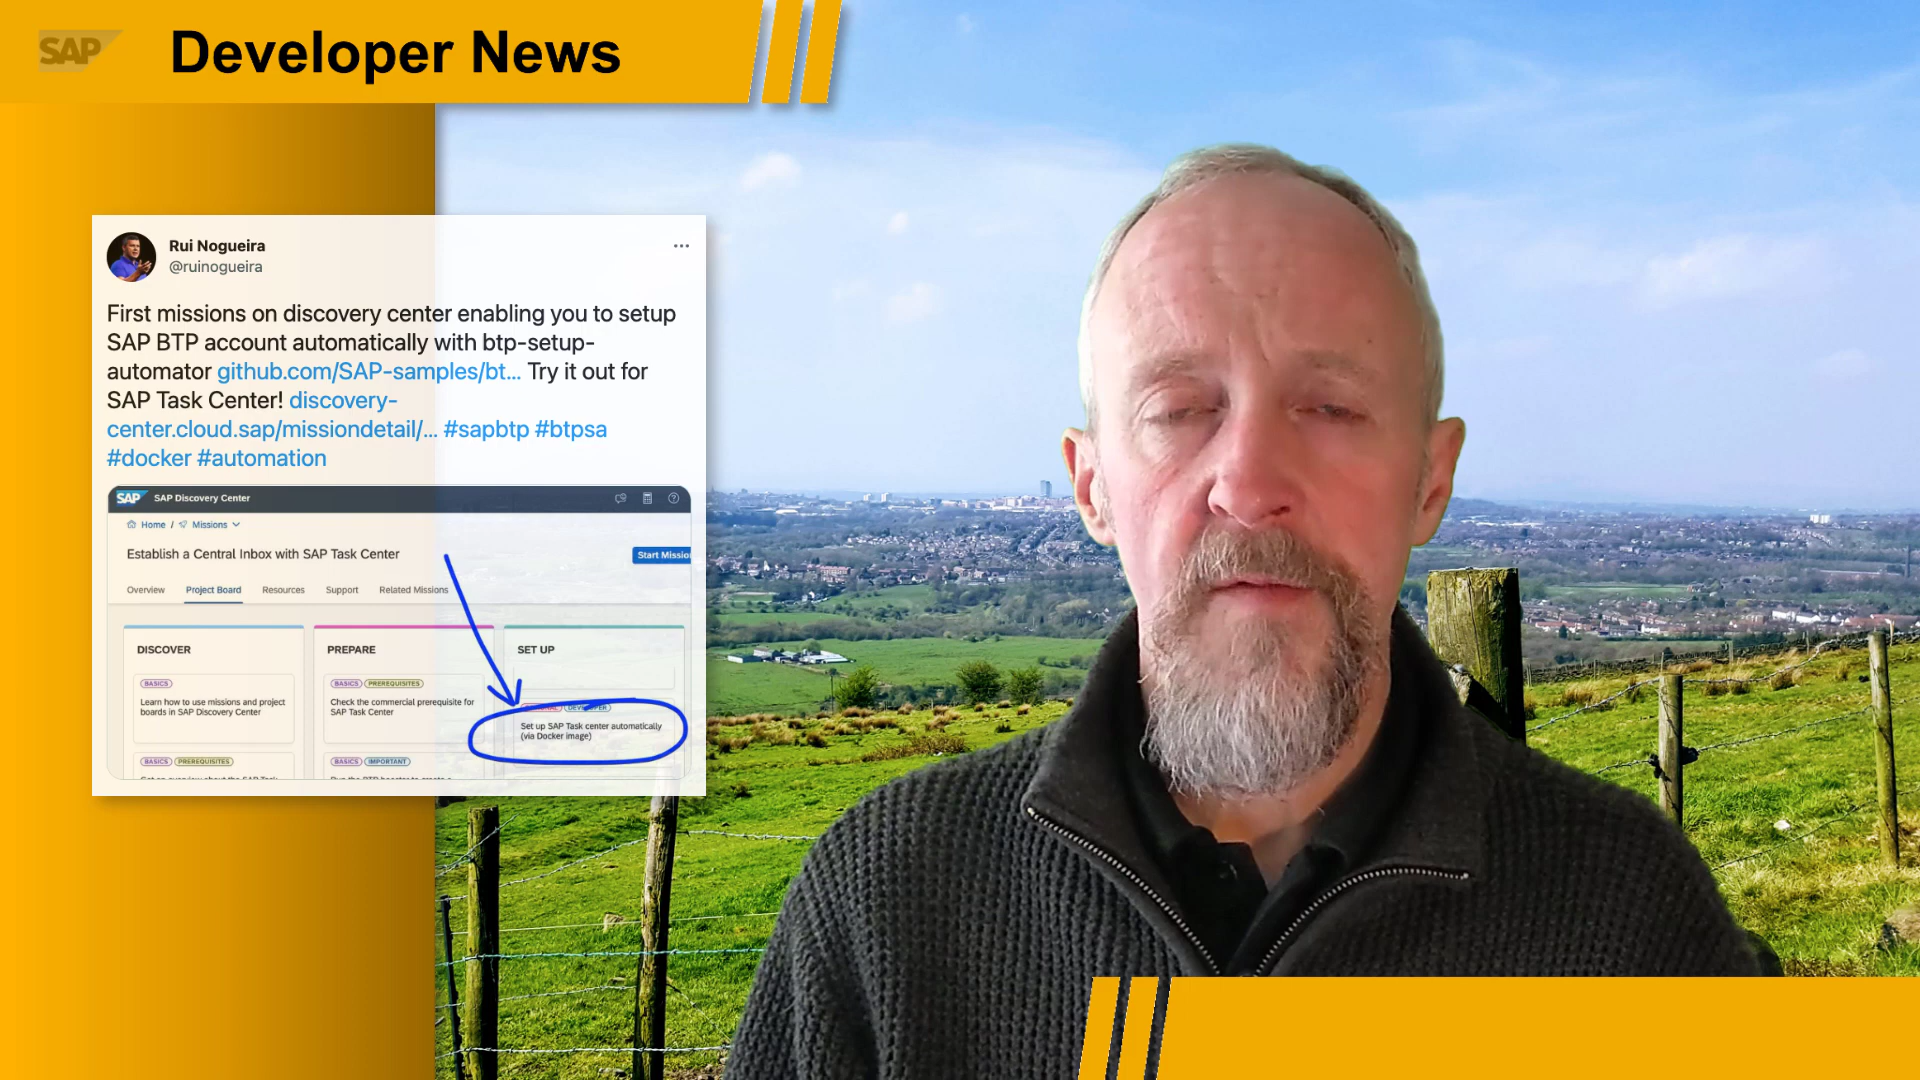 SAP Developer News
Rui Nogueira
@ruinogueira
First missions on discovery center enabling you to setup
SAP BTP account automatically with btp-setup-
automator github.com/SAP-samples/bt... Try it out for
SAP Task Center! discovery-
center.cloud.sap/missiondetail/... #sapbtp #btpsa
#docker #automation
SAP SAP Discovery Center
Home / Missions
Establish a Central Inbox with SAP Task Center
Start Missio
Overview Project Board Resources Support Related Missions
DISCOVER
BASICS
Learn how to use missions and project
boards in SAP Discovery Center
BASICS PREREQUISITES
PREPARE
BASICS PREREQUISITES
Check the commercial prerequisite for
SAP Task Center
BASICS IMPORTANT
SET UP
Set up SAP Task center automatically
(via Docker image)